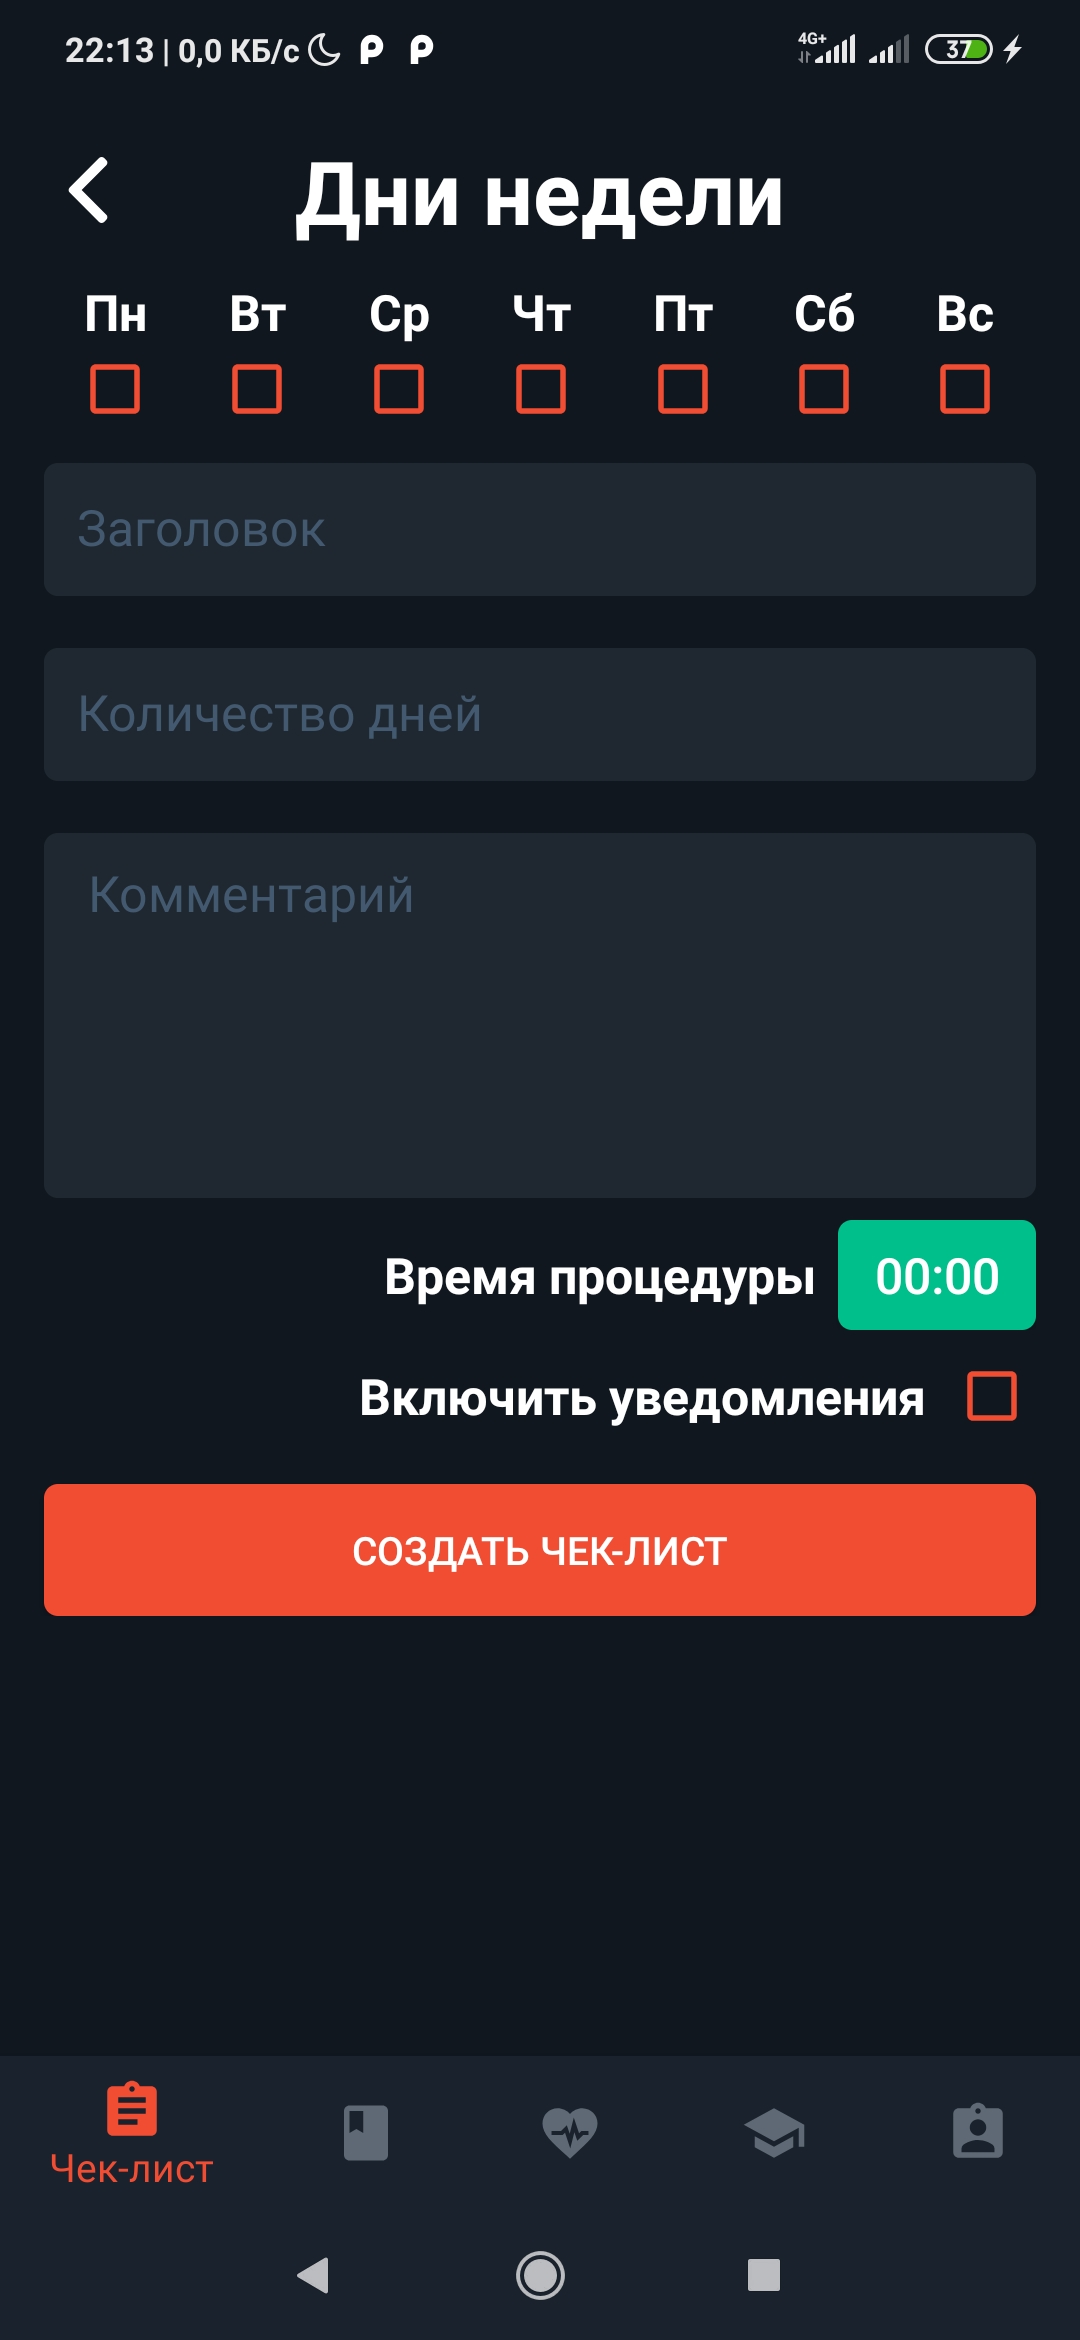 22:13 | 0,0 КБ/с 4G+ 37
Дни недели
Пн Вт Ср Чт Пт Сб Вс
Заголовок
Количество дней
Комментарий
Время процедуры 00:00
Включить уведомления
СОЗДАТЬ ЧЕК-ЛИСТ
Чек-лист